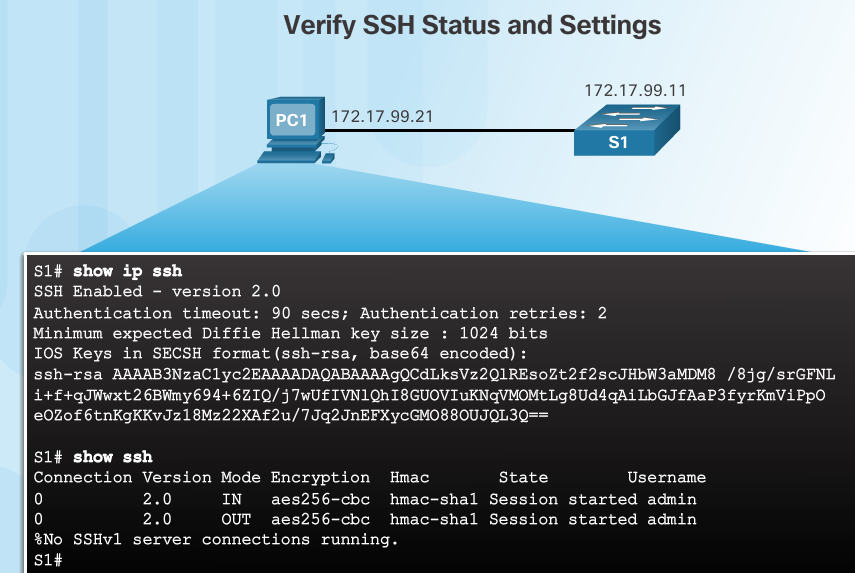 Verify SSH Status and Settings
172.17.99.11
PC1
172.17.99.21
S1
S1# show ip ssh
SSH Enabled - version 2.0
Authentication timeout: 90 secs; Authentication retries: 2
Minimum expected Diffie Hellman key size : 1024 bits
IOS Keys in SECSH format(ssh-rsa, base64 encoded):
ssh-rsa AAAAB3NzaC1yc2EAAAADAQABAAAAgQCdLksVz2QlREsoZt2f2scJHbW3aMDM8 /8jg/srGFNL
i+f+qJWwxt26BWmy694+6ZIQ/j7wUfIVNlQhI8GUOVIuKNqVMOMtLg8Ud4qAiLbGJfAaP3fyrKmViPpO
eOZof6tnKgKKvJz18Mz22XAf2u/7Jq2JnEFXycGMO88OUJQL3Q==
S1# show ssh
Connection Version Mode Encryption Hmac State Username
0 2.0 IN aes256-cbc hmac-sha1 Session started admin
0 2.0 OUT aes256-cbc hmac-sha1 Session started admin
%No SSHv1 server connections running.
S1#